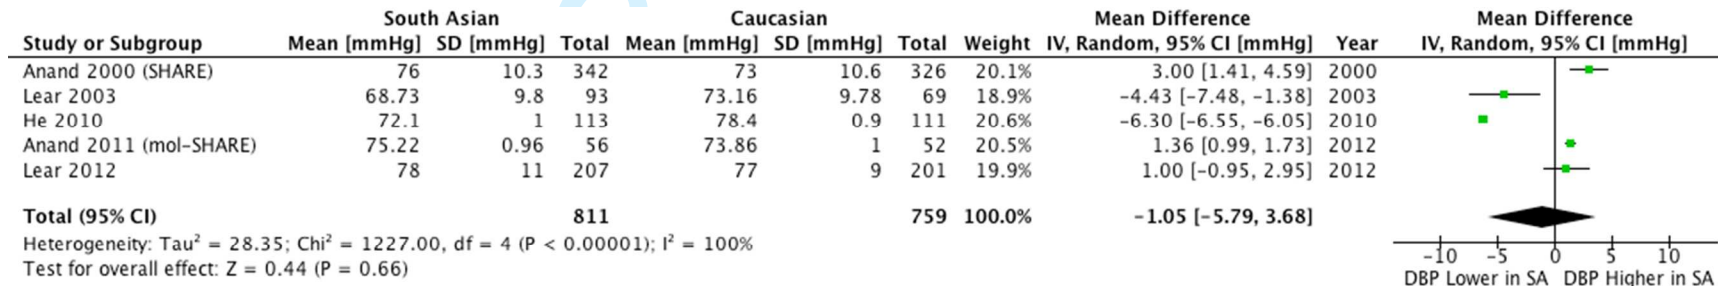 South Asian Caucasian Mean Difference Mean Difference
Study or Subgroup Mean [mmHg] SD [mmHg] Total Mean [mmHg] SD [mmHg] Total Weight IV, Random, 95% CI [mmHg] Year IV, Random, 95% CI [mmHg]
Anand 2000 (SHARE) 76 10.3 342 73 10.6 326 20.1% 3.00 [1.41, 4.59] 2000
Lear 2003 68.73 9.8 93 73.16 9.78 69 18.9% -4.43 [-7.48, -1.38] 2003
He 2010 72.1 1 113 78.4 0.9 111 20.6% -6.30 [-6.55, -6.05] 2010
Anand 2011 (mol-SHARE) 75.22 0.96 56 73.86 1 52 20.5% 1.36 [0.99, 1.73] 2012
Lear 2012 78 11 207 77 9 201 19.9% 1.00 [-0.95, 2.95] 2012
Total (95% CI) 811 759 100.0% -1.05 [-5.79, 3.68]
Heterogeneity: Tau² = 28.35; Chi² = 1227.00, df = 4 (P < 0.00001); I² = 100%
Test for overall effect: Z = 0.44 (P = 0.66)
-10 -5 0 5 10
DBP Lower in SA DBP Higher in SA